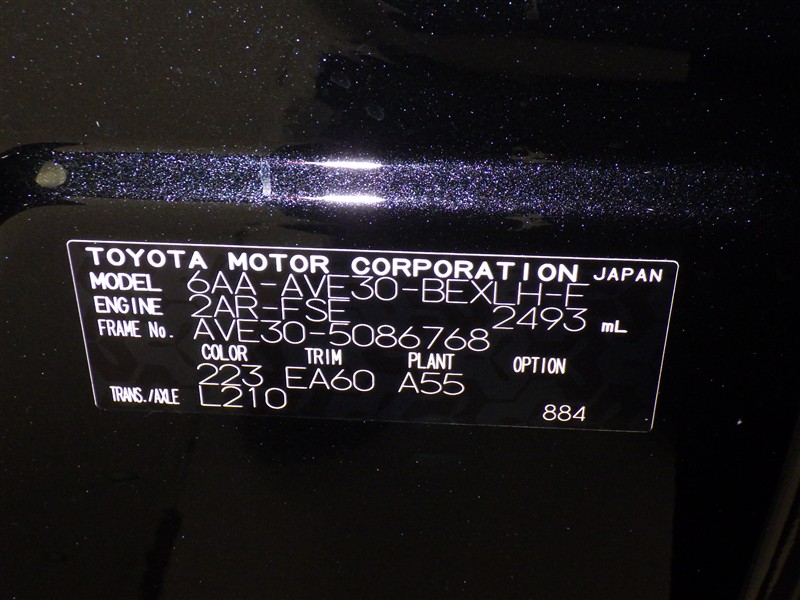 TOYOTA MOTOR CORPORATION JAPAN
MODEL 6AA-AVE30-BEXLH-E
ENGINE 2AR-FSE 2493 mL
FRAME No. AVE30-5086768
COLOR TRIM PLANT OPTION
223 EA60 A55
TRANS./AXLE L210 884